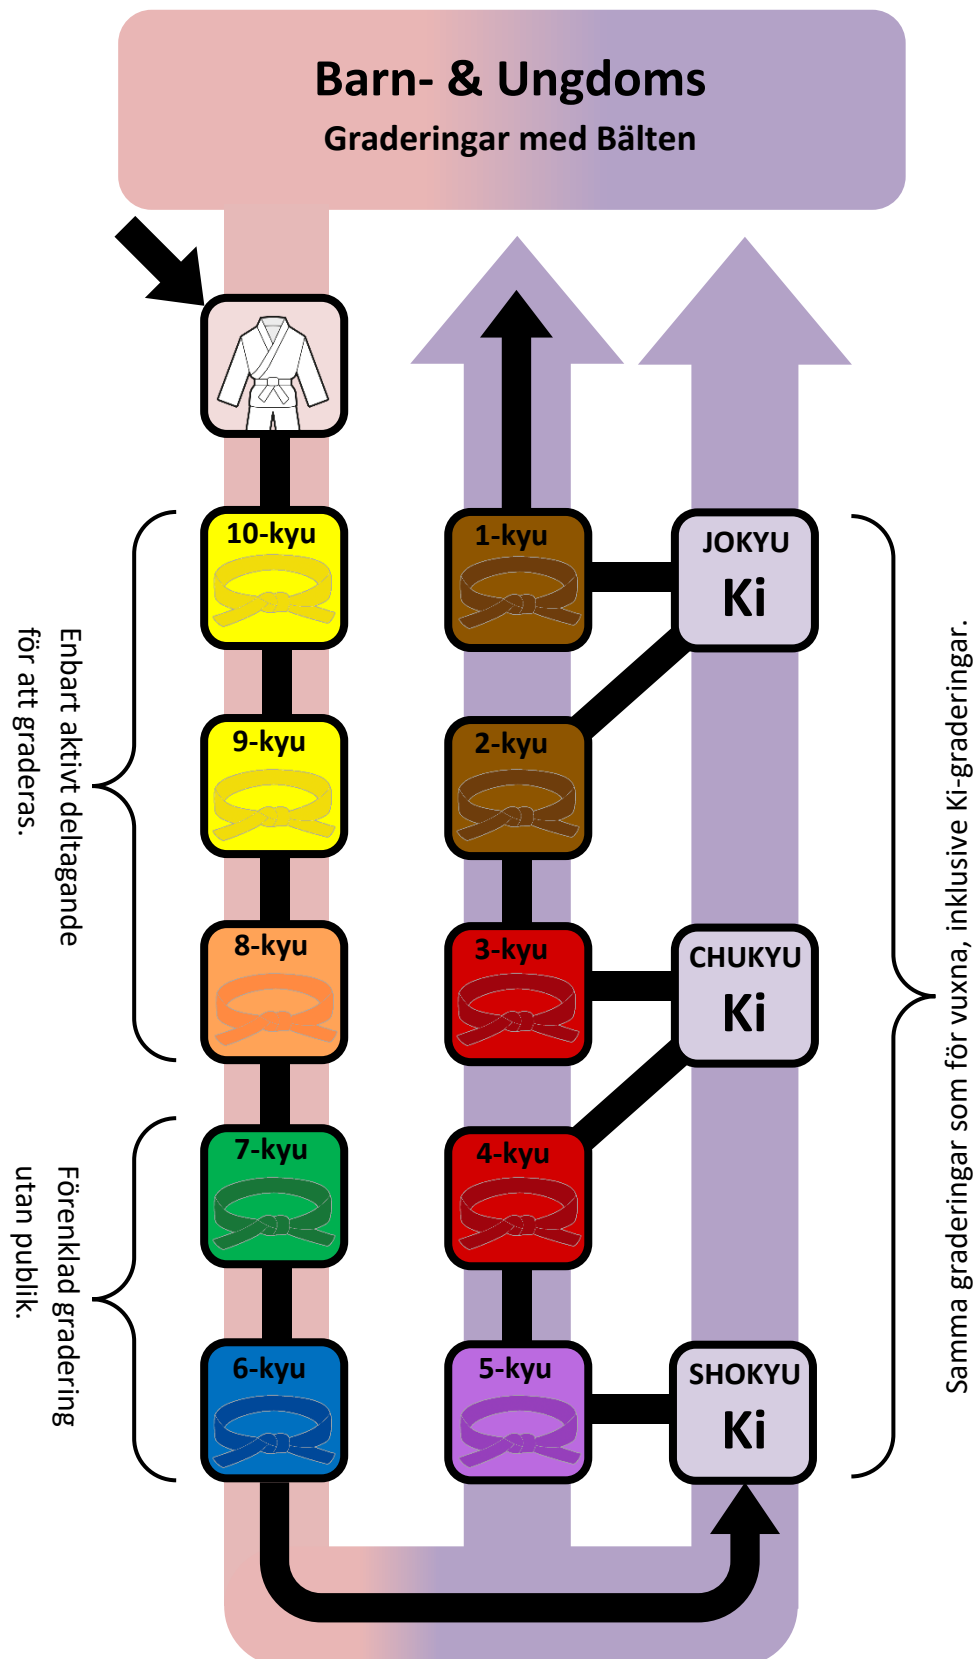 Barn- & Ungdoms
Graderingar med Bälten
10-kyu
9-kyu
8-kyu
7-kyu
6-kyu
Enbart aktivt deltagande
för att graderas.
Förenklad gradering
utan publik.
1-kyu
2-kyu
3-kyu
4-kyu
5-kyu
JOKYU
Ki
CHUKYU
Ki
SHOKYU
Ki
Samma graderingar som för vuxna, inklusive Ki-graderingar.